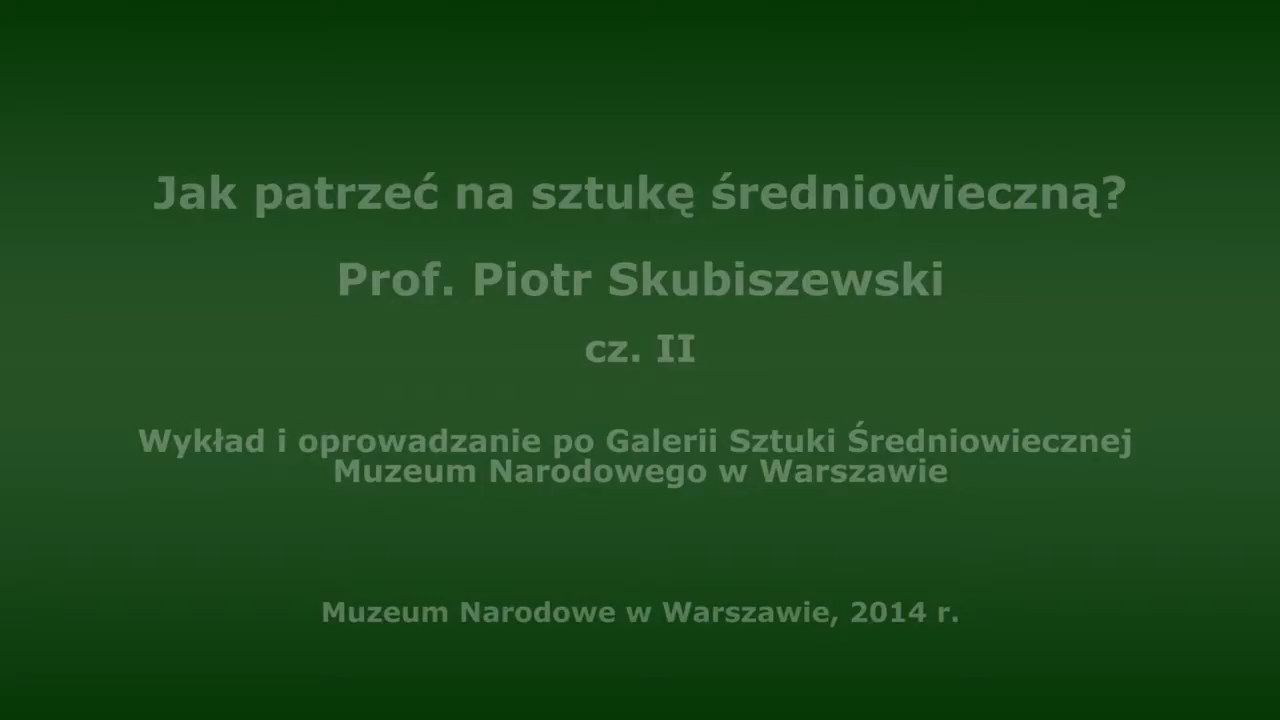 Jak patrzeć na sztukę średniowieczną?
Prof. Piotr Skubiszewski
cz. II
Wykład i oprowadzanie po Galerii Sztuki Średniowiecznej
Muzeum Narodowego w Warszawie
Muzeum Narodowe w Warszawie, 2014 r.